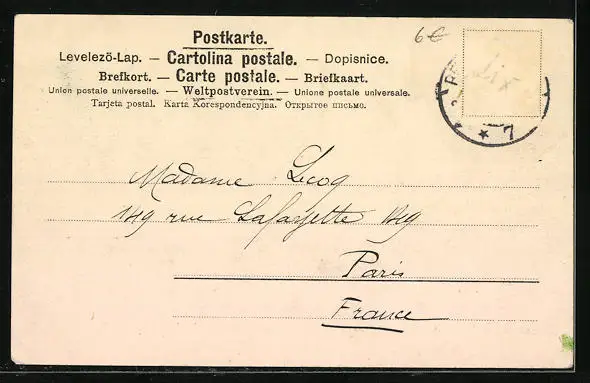 Postkarte.
Levelezö-Lap. — Cartolina postale. — Dopisnice.
Brefkort. — Carte postale. — Briefkaart.
Union postale universelle. — Weltpostverein. — Unione postale universale.
Tarjeta postal. Karta Korespondencyjna. Открытое письмо.
6€
7
Madame Lecoq
149 rue Lafayette 149
Paris
France